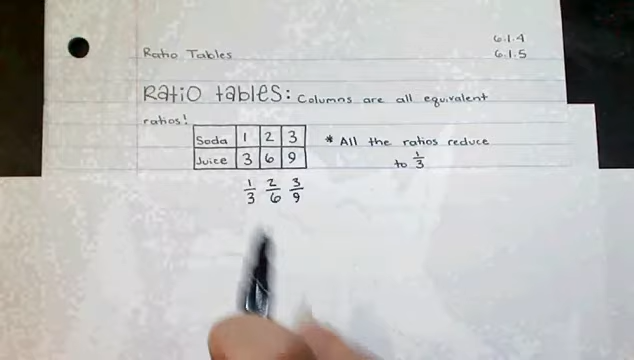 6.1.4
Ratio Tables 6.1.5
Ratio tables: Columns are all equivalent
ratios!
Soda 1 2 3 * All the ratios reduce
Juice 3 6 9 to 1/3
1/3 2/6 3/9